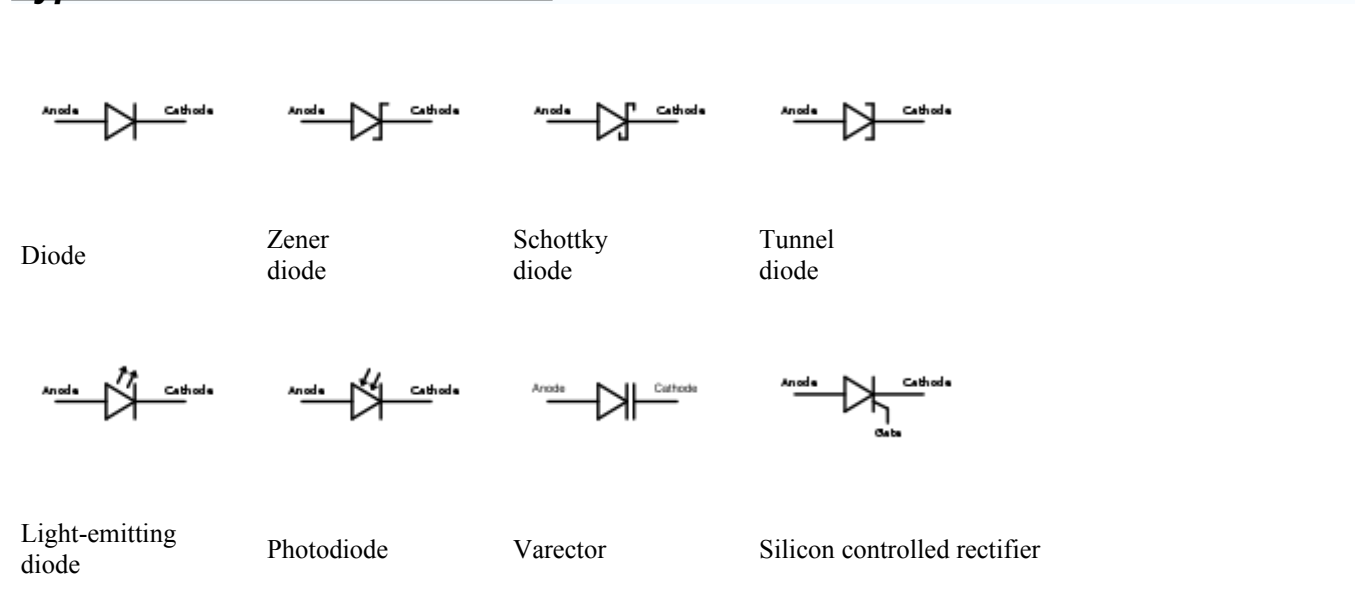 Anode Cathode Anode Cathode Anode Cathode Anode Cathode
Diode
Zener
diode
Schottky
diode
Tunnel
diode
Anode Cathode Anode Cathode Anode Cathode Anode Cathode
Gate
Light-emitting
diode
Photodiode
Varector
Silicon controlled rectifier